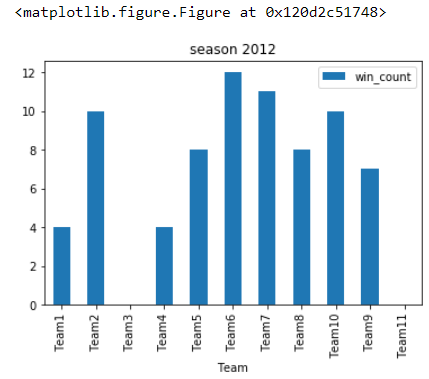 <matplotlib.figure.Figure at 0x120d2c51748>
season 2012
win_count
12
10
8
6
4
2
0
Team1
Team2
Team3
Team4
Team5
Team6
Team7
Team8
Team10
Team9
Team11
Team